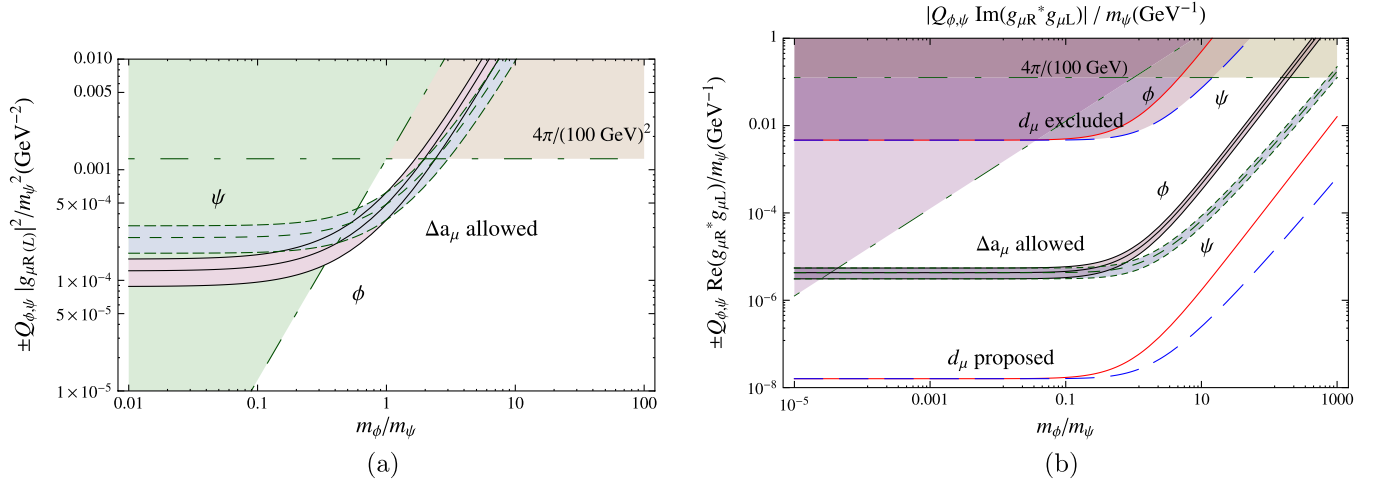 ±Q_{ϕ,ψ} |g_{μR (L)}|²/m_ψ²(GeV⁻²)
0.010
0.005
0.001
5×10⁻⁴
1×10⁻⁴
5×10⁻⁵
1×10⁻⁵
4π/(100 GeV)²
ψ
Δa_μ allowed
ϕ
0.01
0.1
1
10
100
m_ϕ/m_ψ
(a)
|Q_{ϕ,ψ} Im(g_{μR}*g_{μL})| / m_ψ(GeV⁻¹)
±Q_{ϕ,ψ} Re(g_{μR}*g_{μL})/m_ψ(GeV⁻¹)
1
0.01
10⁻⁴
10⁻⁶
10⁻⁸
4π/(100 GeV)
ϕ
ψ
d_μ excluded
ϕ
Δa_μ allowed
ψ
d_μ proposed
10⁻⁵
0.001
0.1
10
1000
m_ϕ/m_ψ
(b)